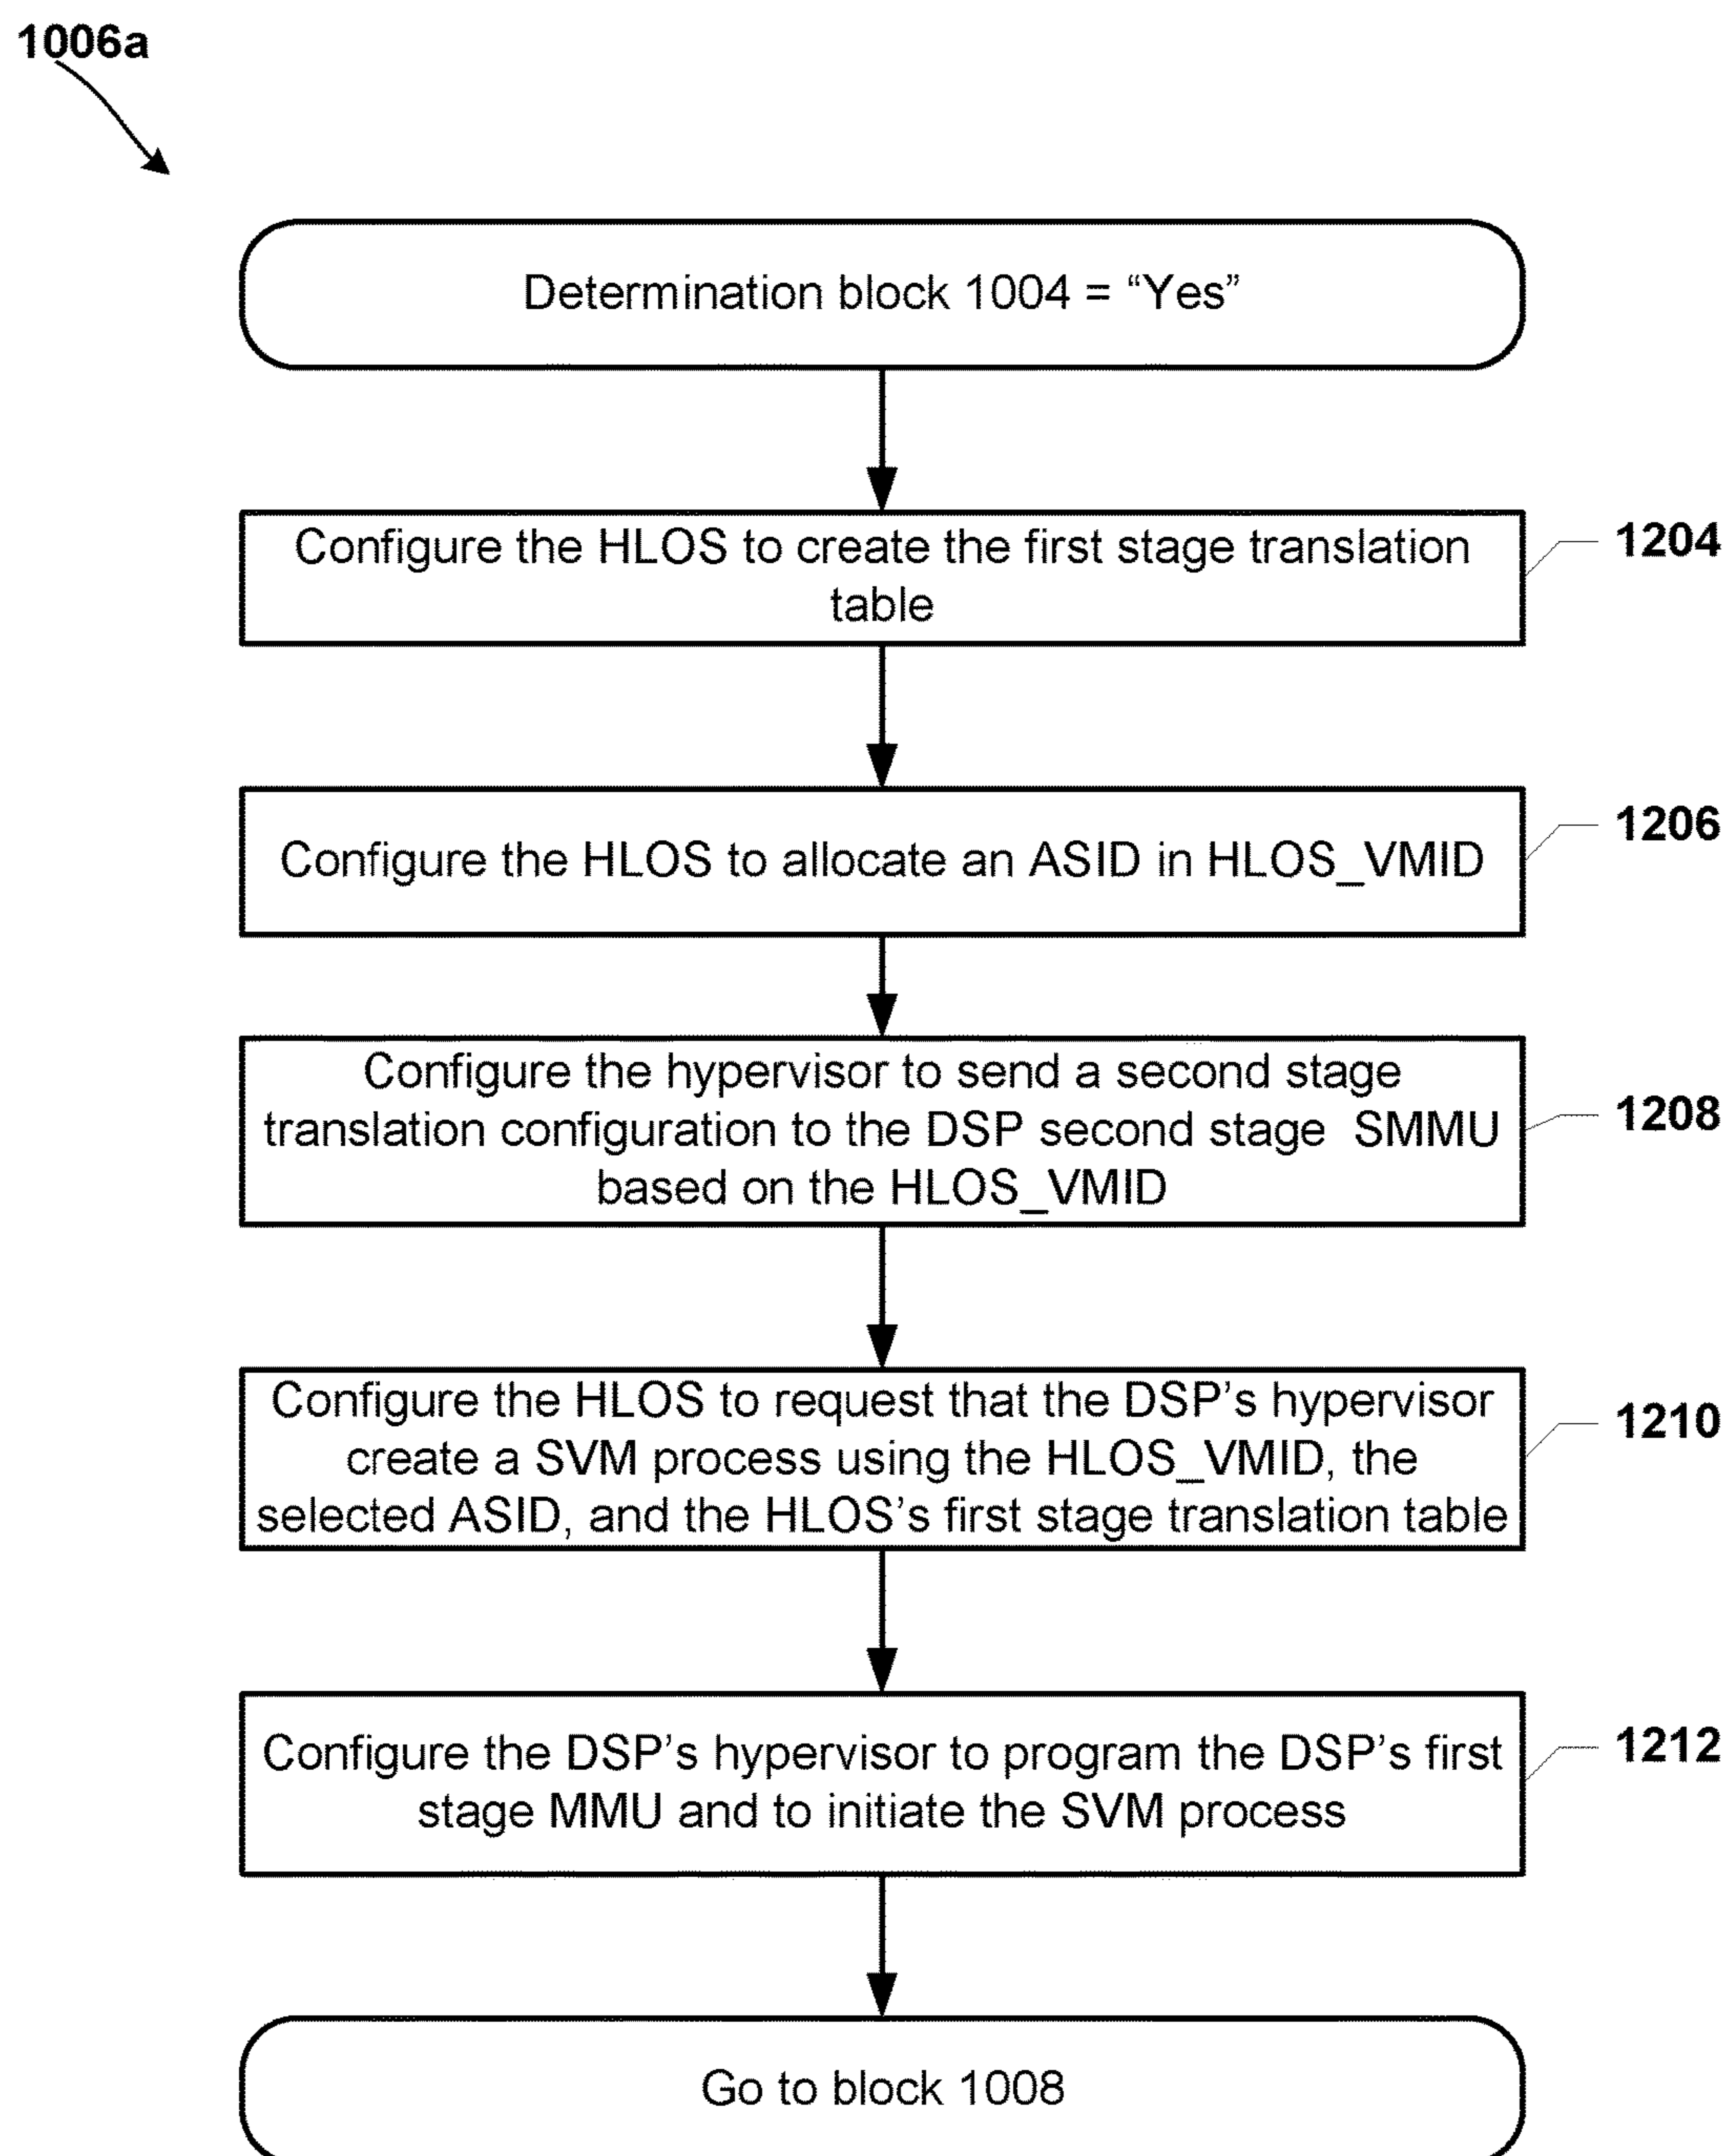 1006a
Determination block 1004 = “Yes”
Configure the HLOS to create the first stage translation
table
1204
Configure the HLOS to allocate an ASID in HLOS_VMID
1206
Configure the hypervisor to send a second stage
translation configuration to the DSP second stage SMMU
based on the HLOS_VMID
1208
Configure the HLOS to request that the DSP’s hypervisor
create a SVM process using the HLOS_VMID, the
selected ASID, and the HLOS’s first stage translation table
1210
Configure the DSP’s hypervisor to program the DSP’s first
stage MMU and to initiate the SVM process
1212
Go to block 1008